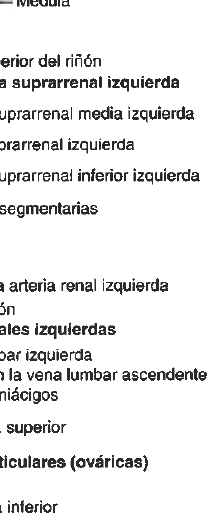 Médula
erior del riñón
a suprarrenal izquierda
uprarrenal media izquierda
prarrenal izquierda
uprarrenal inferior izquierda
segmentarias
a arteria renal izquierda
ón
ales izquierdas
bar izquierda
n la vena lumbar ascendente
niácigos
a superior
ticulares (ováricas)
a inferior